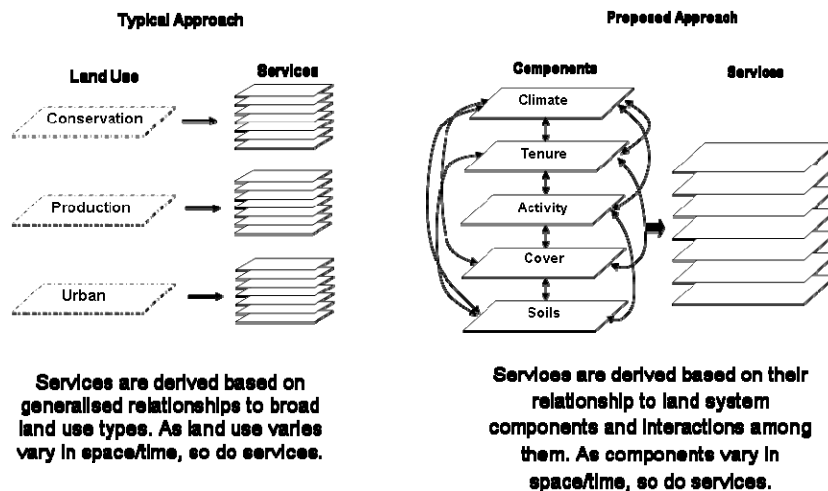 Typical Approach
Land Use
Services
Conservation
Production
Urban
Services are derived based on
generalised relationships to broad
land use types. As land use varies
vary in space/time, so do services.
Proposed Approach
Components
Services
Climate
Tenure
Activity
Cover
Soils
Services are derived based on their
relationship to land system
components and interactions among
them. As components vary in
space/time, so do services.